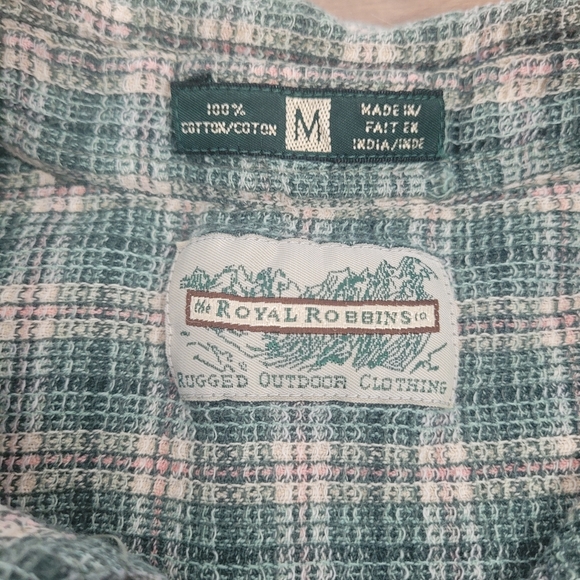 100%
COTTON/COTON
M
MADE IN/
FAIT EN
INDIA/INDE
the ROYAL ROBBINS co
RUGGED OUTDOOR CLOTHING